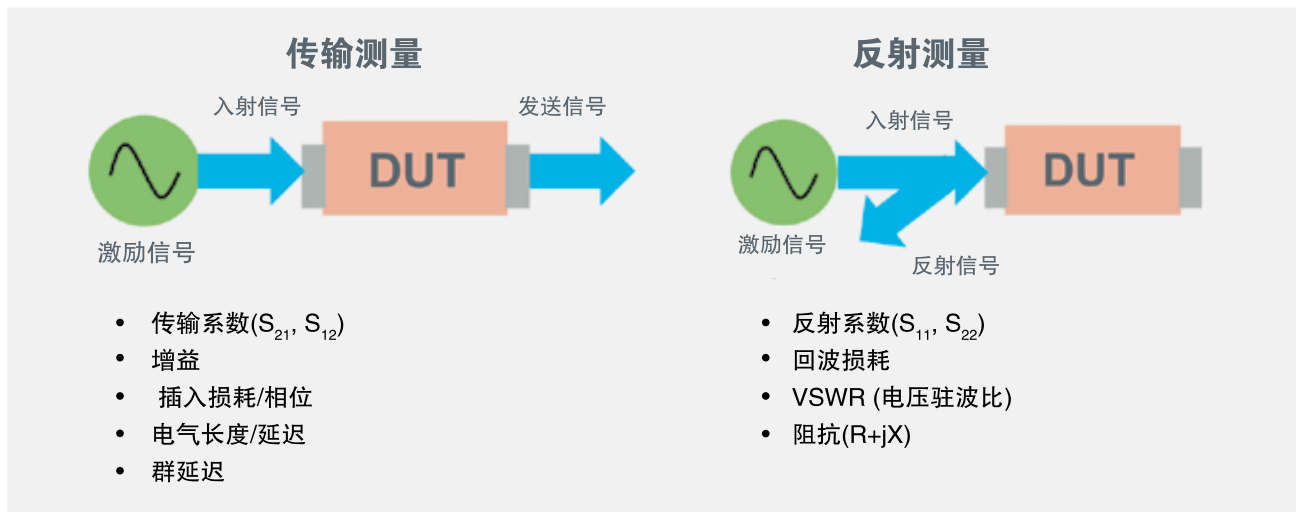 传输测量
入射信号
发送信号
DUT
激励信号
• 传输系数(S21, S12)
• 增益
• 插入损耗/相位
• 电气长度/延迟
• 群延迟
反射测量
入射信号
DUT
激励信号
反射信号
• 反射系数(S11, S22)
• 回波损耗
• VSWR (电压驻波比)
• 阻抗(R+jX)